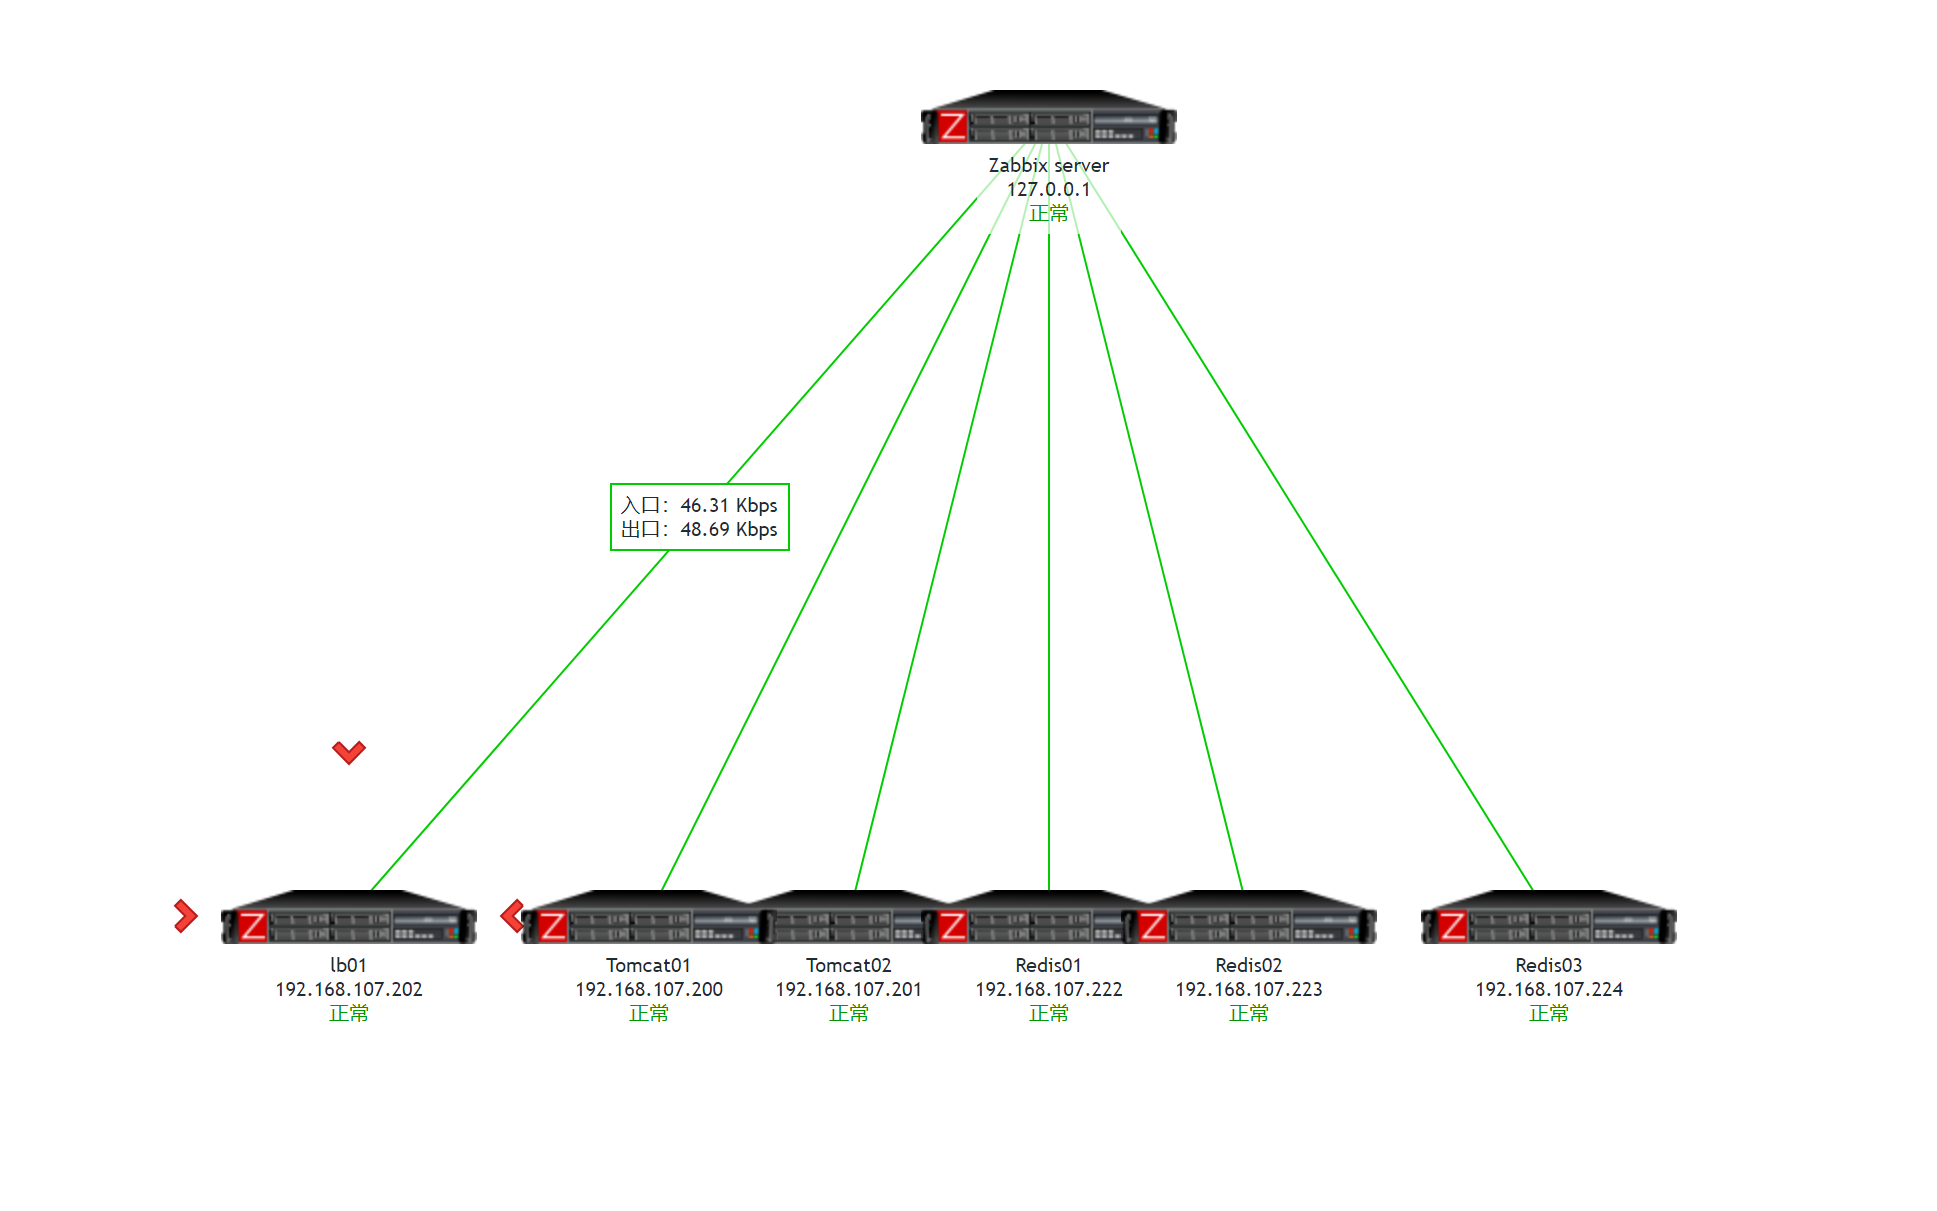 Z
Zabbix server
127.0.0.1
正常
入口：46.31 Kbps
出口：48.69 Kbps
Z
lb01
192.168.107.202
正常
Z
Tomcat01
192.168.107.200
正常
Tomcat02
192.168.107.201
正常
Z
Redis01
192.168.107.222
正常
Z
Redis02
192.168.107.223
正常
Z
Redis03
192.168.107.224
正常